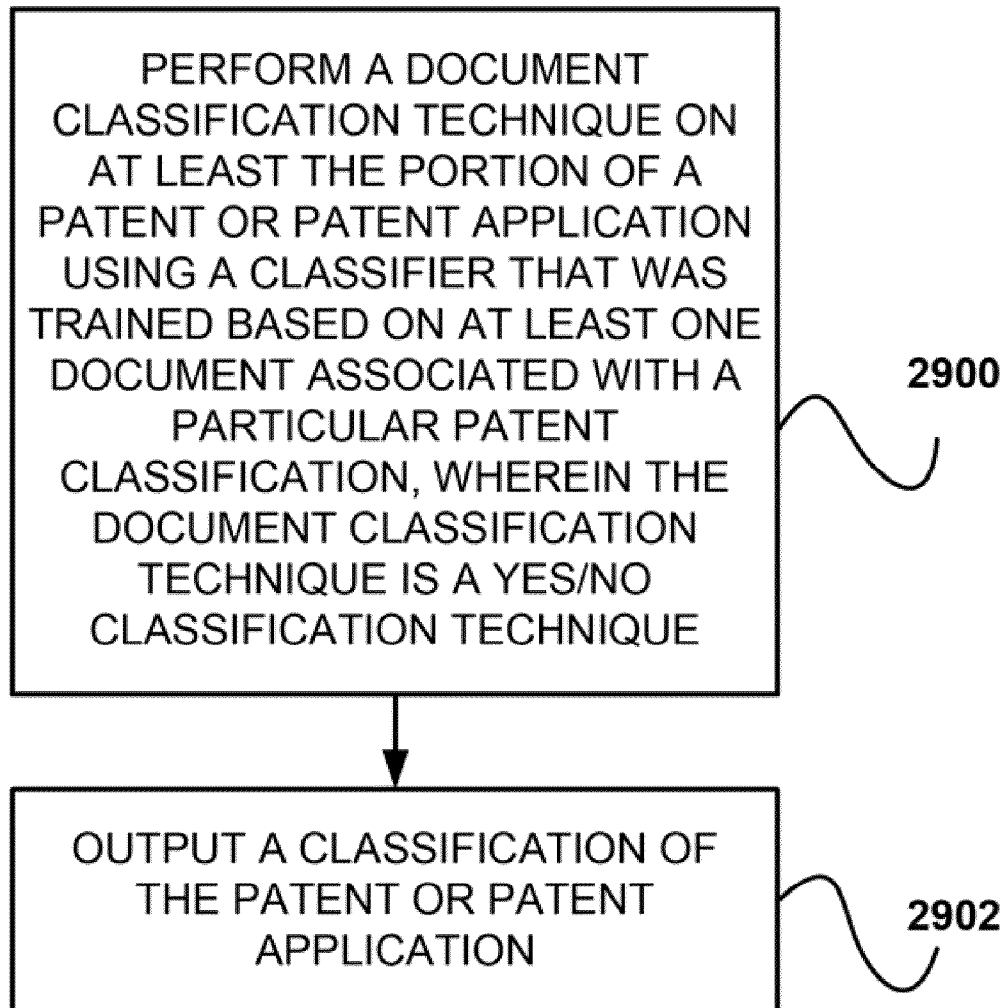 PERFORM A DOCUMENT
CLASSIFICATION TECHNIQUE ON
AT LEAST THE PORTION OF A
PATENT OR PATENT APPLICATION
USING A CLASSIFIER THAT WAS
TRAINED BASED ON AT LEAST ONE
DOCUMENT ASSOCIATED WITH A
PARTICULAR PATENT
CLASSIFICATION, WHEREIN THE
DOCUMENT CLASSIFICATION
TECHNIQUE IS A YES/NO
CLASSIFICATION TECHNIQUE
2900
OUTPUT A CLASSIFICATION OF
THE PATENT OR PATENT
APPLICATION
2902